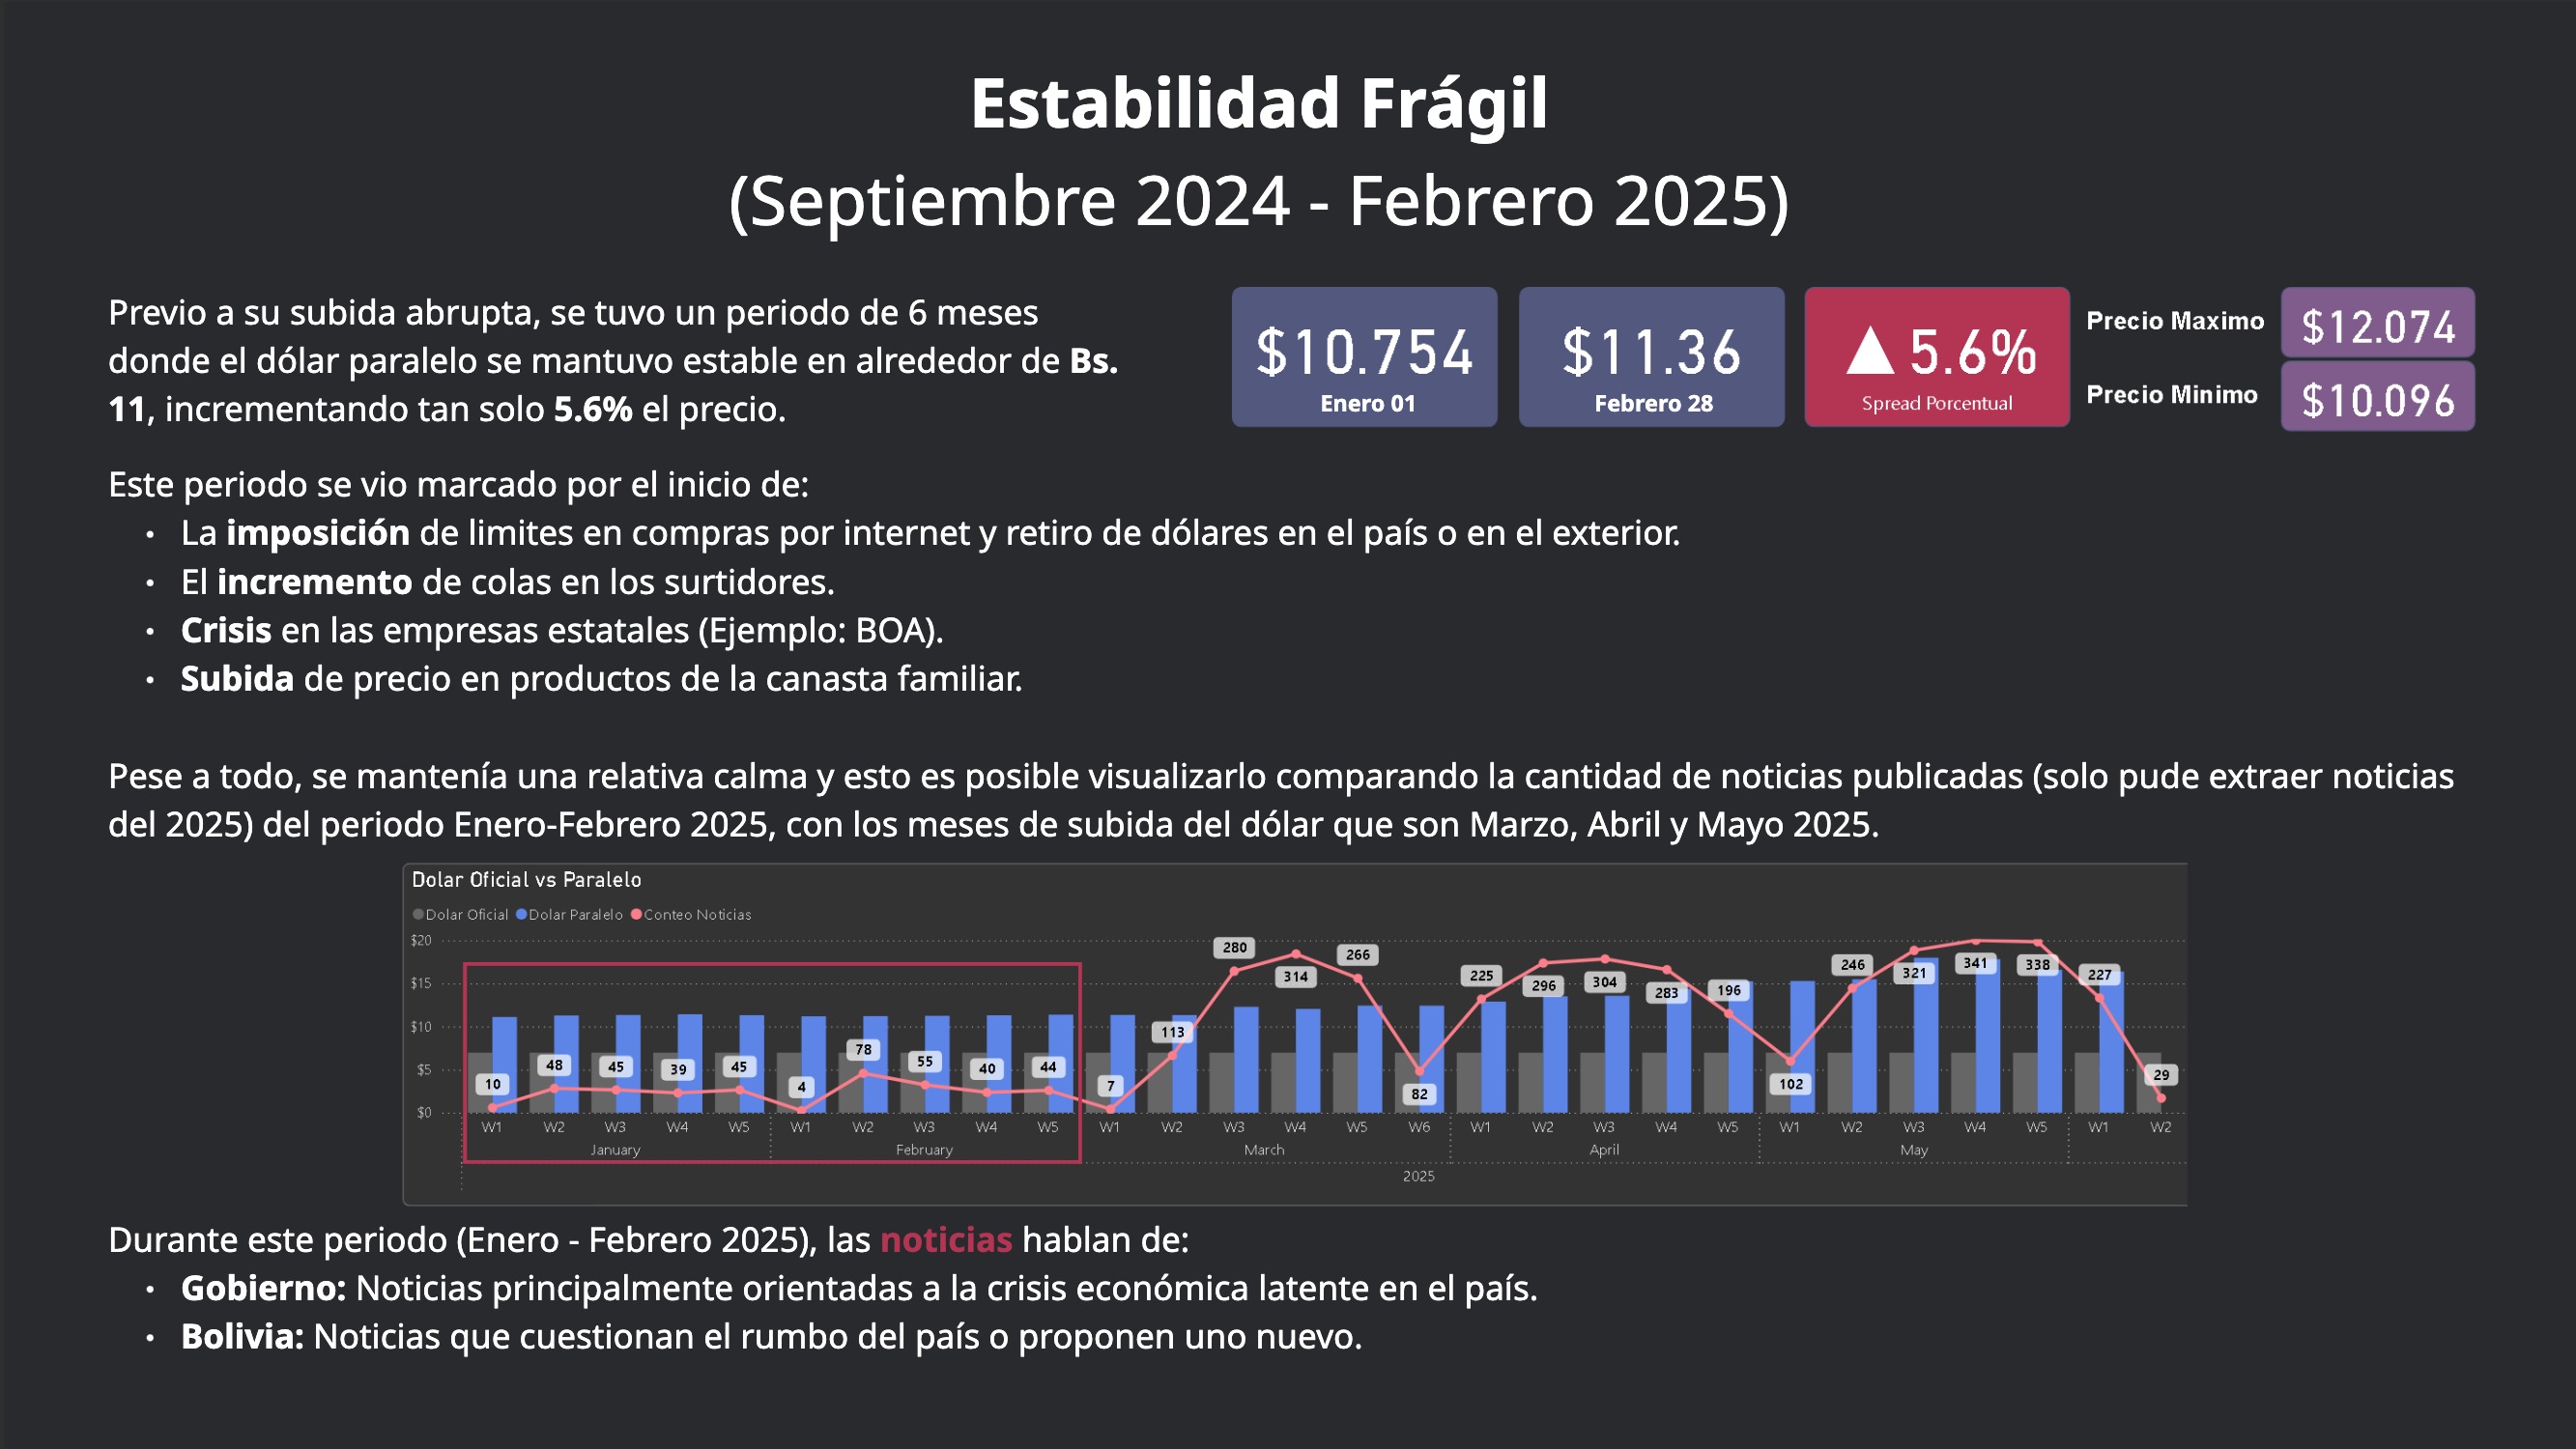 Estabilidad Frágil
(Septiembre 2024 - Febrero 2025)
Previo a su subida abrupta, se tuvo un periodo de 6 meses
donde el dólar paralelo se mantuvo estable en alrededor de Bs.
11, incrementando tan solo 5.6% el precio.
$10.754
Enero 01
$11.36
Febrero 28
▲5.6%
Spread Porcentual
Precio Maximo $12.074
Precio Minimo $10.096
Este periodo se vio marcado por el inicio de:
• La imposición de limites en compras por internet y retiro de dólares en el país o en el exterior.
• El incremento de colas en los surtidores.
• Crisis en las empresas estatales (Ejemplo: BOA).
• Subida de precio en productos de la canasta familiar.
Pese a todo, se mantenía una relativa calma y esto es posible visualizarlo comparando la cantidad de noticias publicadas (solo pude extraer noticias
del 2025) del periodo Enero-Febrero 2025, con los meses de subida del dólar que son Marzo, Abril y Mayo 2025.
Dolar Oficial vs Paralelo
Dolar Oficial Dolar Paralelo Conteo Noticias
$20
$15
$10
$5
$0
10 48 45 39 45 4 78 55 40 44 7 113 280 314 266 82 225 296 304 283 196 102 246 321 341 338 227 29
W1 W2 W3 W4 W5 W1 W2 W3 W4 W5 W1 W2 W3 W4 W5 W6 W1 W2 W3 W4 W5 W1 W2 W3 W4 W5 W1 W2
January February March April May
2025
Durante este periodo (Enero - Febrero 2025), las noticias hablan de:
• Gobierno: Noticias principalmente orientadas a la crisis económica latente en el país.
• Bolivia: Noticias que cuestionan el rumbo del país o proponen uno nuevo.